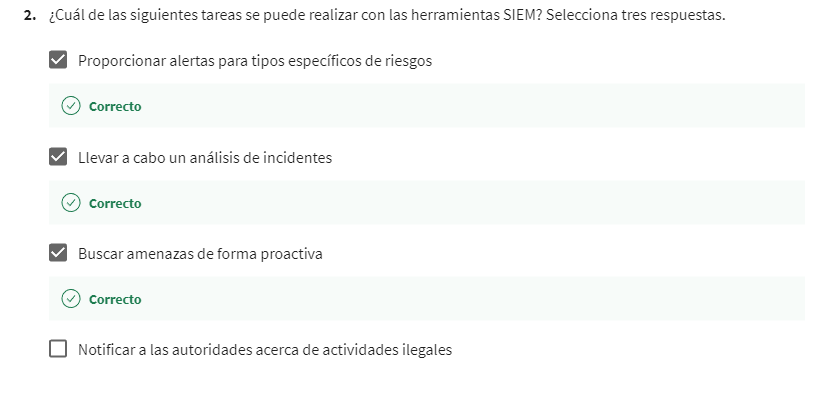 2. ¿Cuál de las siguientes tareas se puede realizar con las herramientas SIEM? Selecciona tres respuestas.
Proporcionar alertas para tipos específicos de riesgos
Correcto
Llevar a cabo un análisis de incidentes
Correcto
Buscar amenazas de forma proactiva
Correcto
Notificar a las autoridades acerca de actividades ilegales